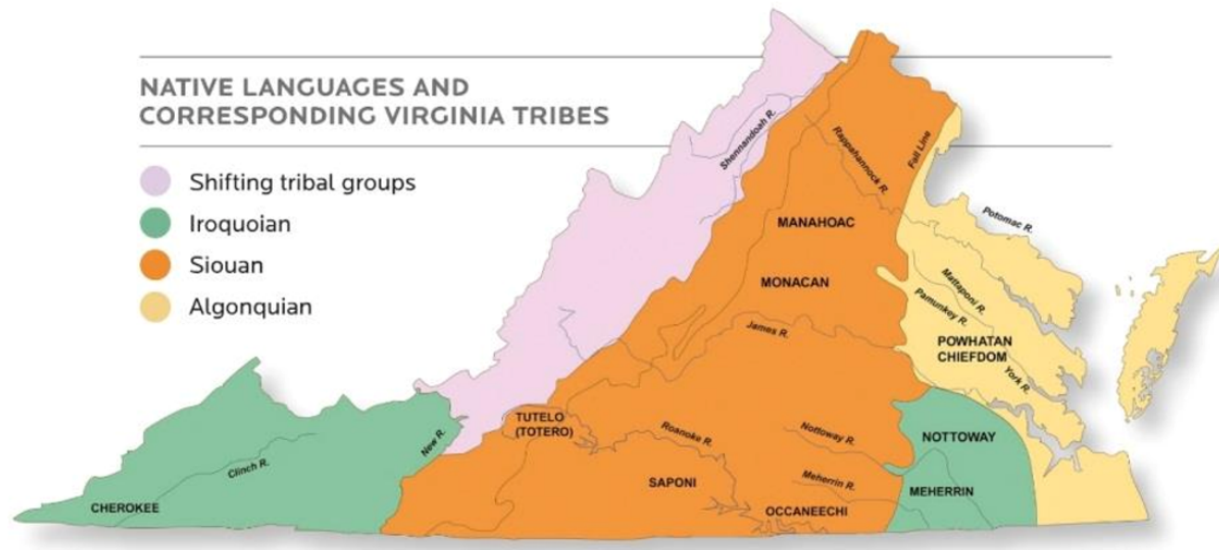 NATIVE LANGUAGES AND
CORRESPONDING VIRGINIA TRIBES
Shifting tribal groups
Iroquoian
Siouan
Algonquian
Shennandoah R.
Rappahannock R.
Fall Line
Potomac R.
MANAHOAC
MONACAN
Mattaponi R.
Pamunkey R.
James R.
POWHATAN
CHIEFDOM
York R.
TUTELO
(TOTERO)
New R.
Roanoke R.
Nottoway R.
NOTTOWAY
Clinch R.
SAPONI
Meherrin R.
MEHERRIN
CHEROKEE
OCCANEECHI